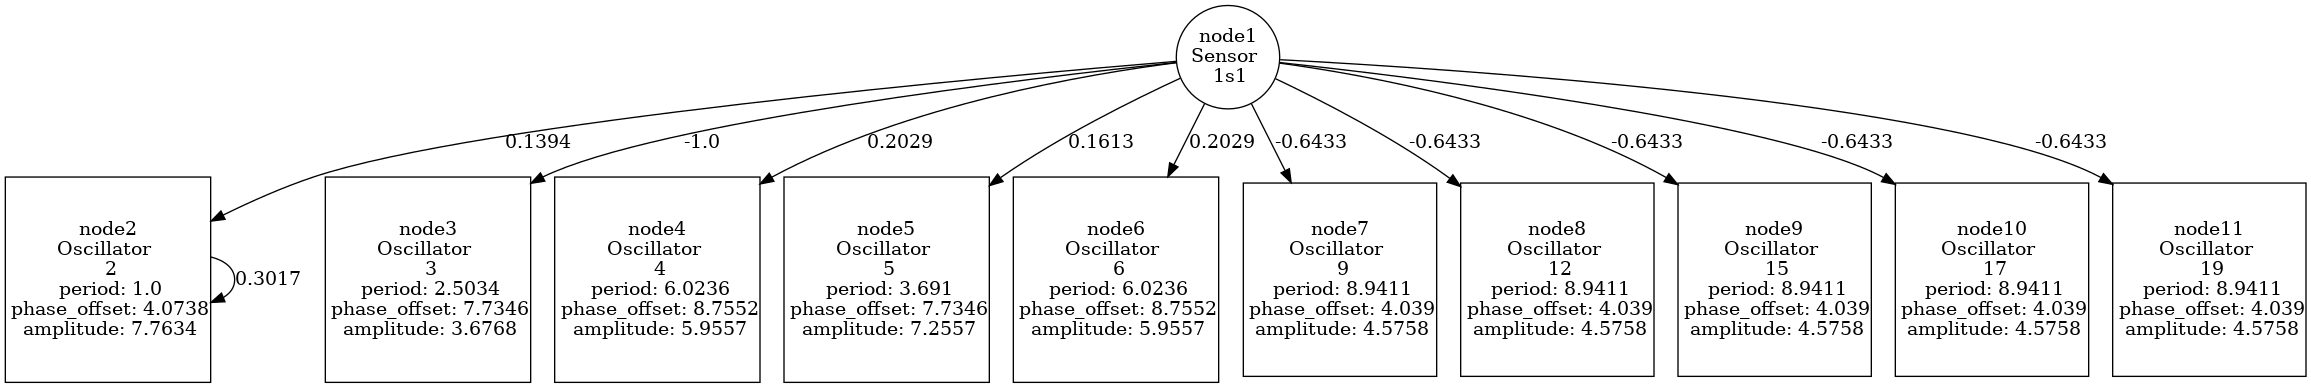 node1
Sensor
1s1
0.1394
-1.0
0.2029
0.1613
0.2029
-0.6433
-0.6433
-0.6433
-0.6433
-0.6433
node2
Oscillator
2
period: 1.0
phase_offset: 4.0738
amplitude: 7.7634
0.3017
node3
Oscillator
3
period: 2.5034
phase_offset: 7.7346
amplitude: 3.6768
node4
Oscillator
4
period: 6.0236
phase_offset: 8.7552
amplitude: 5.9557
node5
Oscillator
5
period: 3.691
phase_offset: 7.7346
amplitude: 7.2557
node6
Oscillator
6
period: 6.0236
phase_offset: 8.7552
amplitude: 5.9557
node7
Oscillator
9
period: 8.9411
phase_offset: 4.039
amplitude: 4.5758
node8
Oscillator
12
period: 8.9411
phase_offset: 4.039
amplitude: 4.5758
node9
Oscillator
15
period: 8.9411
phase_offset: 4.039
amplitude: 4.5758
node10
Oscillator
17
period: 8.9411
phase_offset: 4.039
amplitude: 4.5758
node11
Oscillator
19
period: 8.9411
phase_offset: 4.039
amplitude: 4.5758